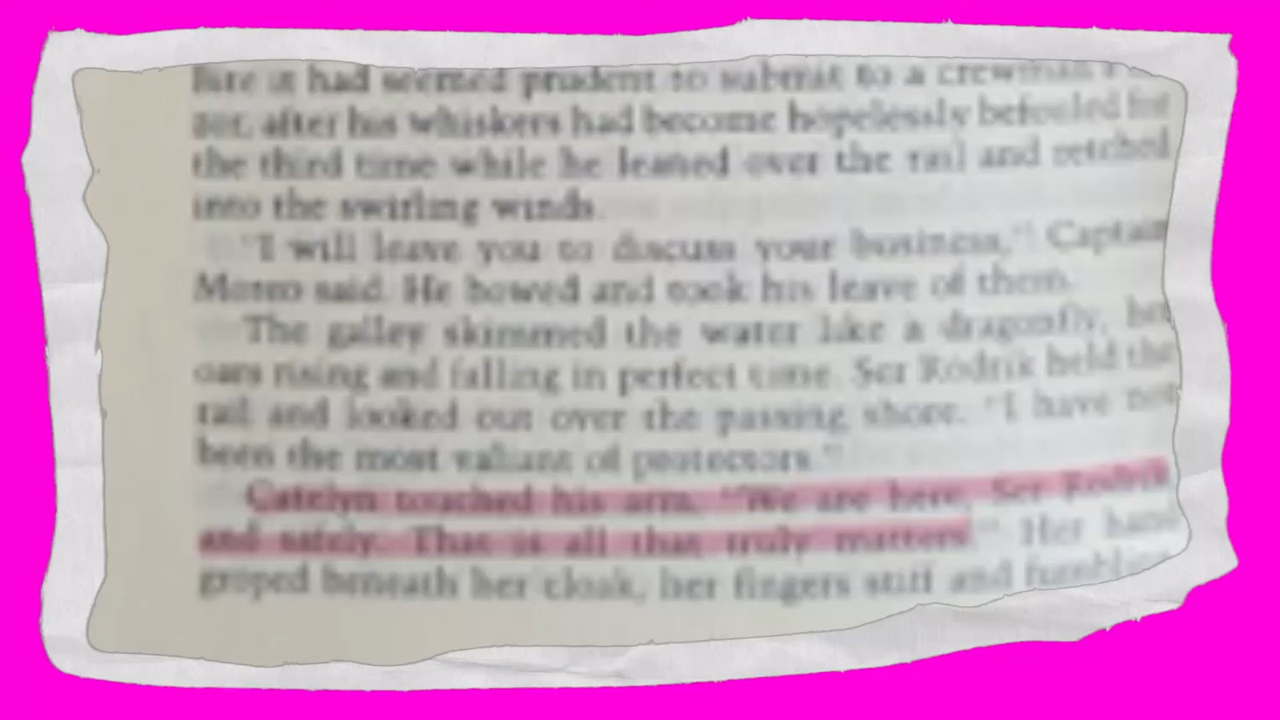 had seemed prudent to submit to a
after his whiskers had become hopelessly befouled for
the third time while he leaned over the rail and retched
into the swirling winds.
"I will leave you to discuss your business," Captain
Moreo said. He bowed and took his leave of them.
The galley skimmed the water like a dragonfly, her
oars rising and falling in perfect time. Ser Rodrik held the
rail and looked out over the passing shore. "I have not
been the most valiant of protectors."
Catelyn touched his arm. "We are here, Ser Rodrik
and safely. That is all that truly matters." Her hand
groped beneath her cloak, her fingers stiff and